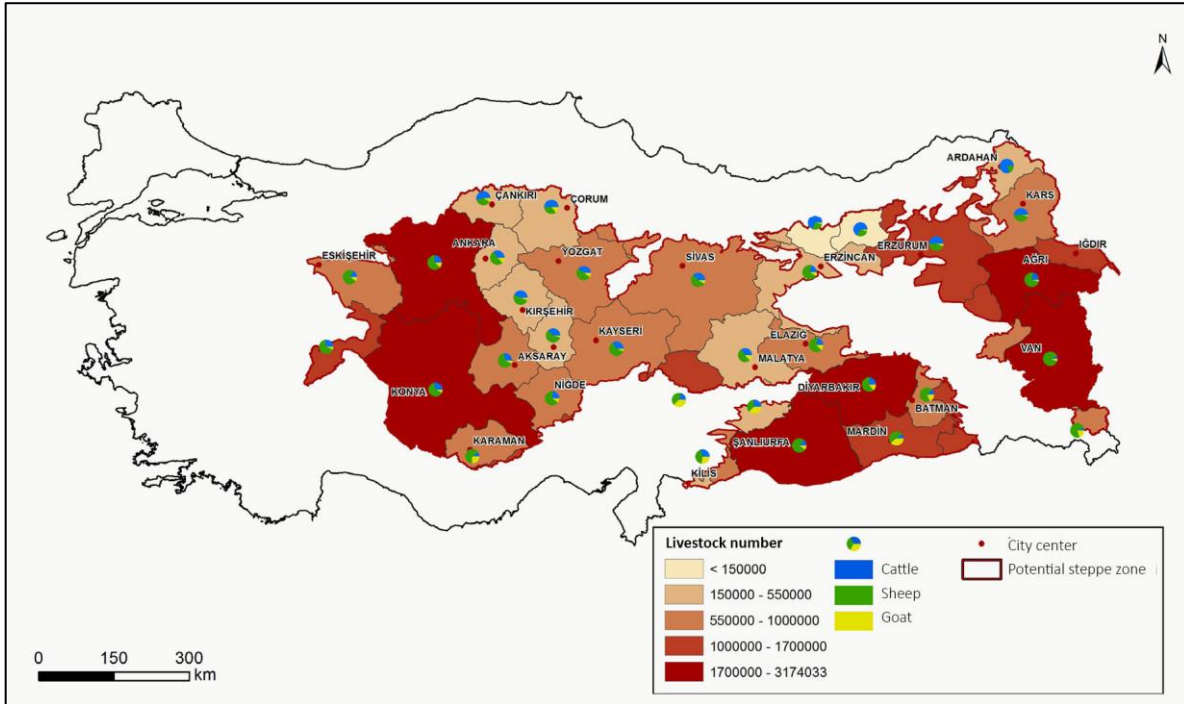 N
ARDAHAN
KARS
ÇANKIRI
ÇORUM
ANKARA
YOZGAT
SİVAS
ERZURUM
IĞDIR
ESKİŞEHİR
ERZİNCAN
AĞRI
KIRŞEHİR
KAYSERİ
ELAZIĞ
VAN
AKSARAY
MALATYA
KONYA
NİĞDE
DİYARBAKIR
BATMAN
KARAMAN
ŞANLIURFA
MARDİN
KİLİS
Livestock number
< 150000
150000 - 550000
550000 - 1000000
1000000 - 1700000
1700000 - 3174033
Cattle
Sheep
Goat
City center
Potential steppe zone
0 150 300
km